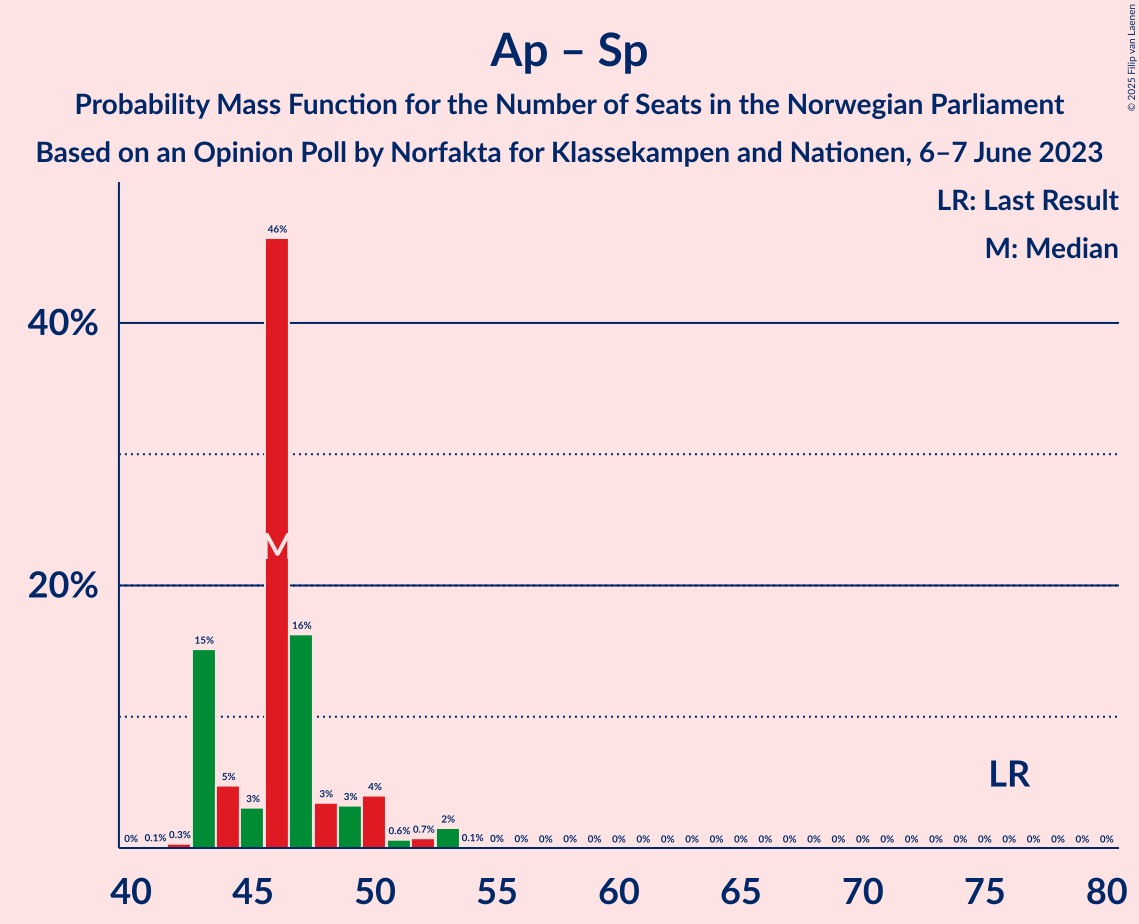 Ap – Sp
Probability Mass Function for the Number of Seats in the Norwegian Parliament
Based on an Opinion Poll by Norfakta for Klassekampen and Nationen, 6–7 June 2023
© 2025 Filip van Laenen
LR: Last Result
M: Median
46%
40%
M
20%
16%
15%
LR
5%
4%
3%
3%
3%
2%
0% 0.1% 0.3% 0.6% 0.7% 0.1% 0% 0% 0% 0% 0% 0% 0% 0% 0% 0% 0% 0% 0% 0% 0% 0% 0% 0% 0% 0% 0% 0% 0% 0% 0% 0%
40 45 50 55 60 65 70 75 80